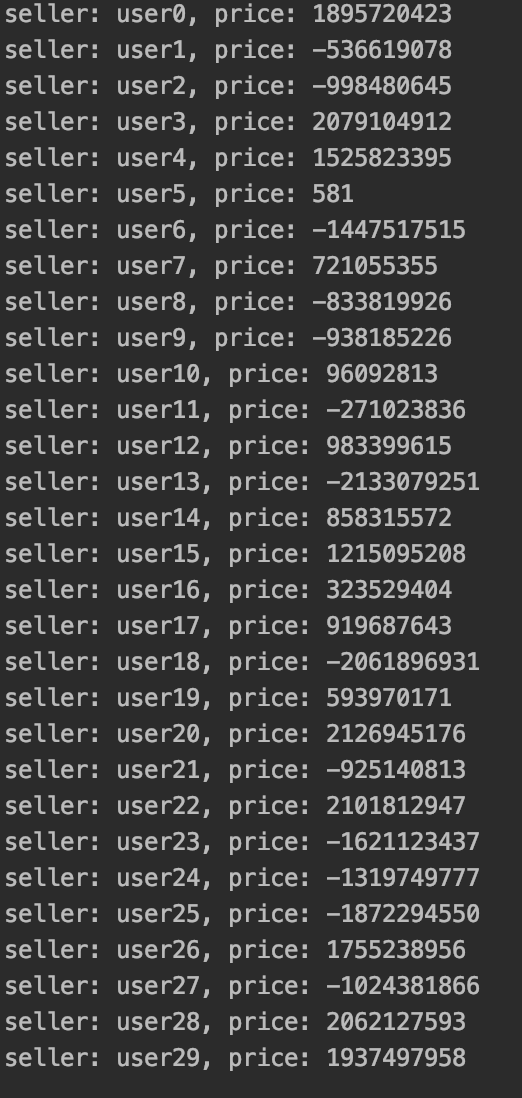 seller: user0, price: 1895720423
seller: user1, price: -536619078
seller: user2, price: -998480645
seller: user3, price: 2079104912
seller: user4, price: 1525823395
seller: user5, price: 581
seller: user6, price: -1447517515
seller: user7, price: 721055355
seller: user8, price: -833819926
seller: user9, price: -938185226
seller: user10, price: 96092813
seller: user11, price: -271023836
seller: user12, price: 983399615
seller: user13, price: -2133079251
seller: user14, price: 858315572
seller: user15, price: 1215095208
seller: user16, price: 323529404
seller: user17, price: 919687643
seller: user18, price: -2061896931
seller: user19, price: 593970171
seller: user20, price: 2126945176
seller: user21, price: -925140813
seller: user22, price: 2101812947
seller: user23, price: -1621123437
seller: user24, price: -1319749777
seller: user25, price: -1872294550
seller: user26, price: 1755238956
seller: user27, price: -1024381866
seller: user28, price: 2062127593
seller: user29, price: 1937497958